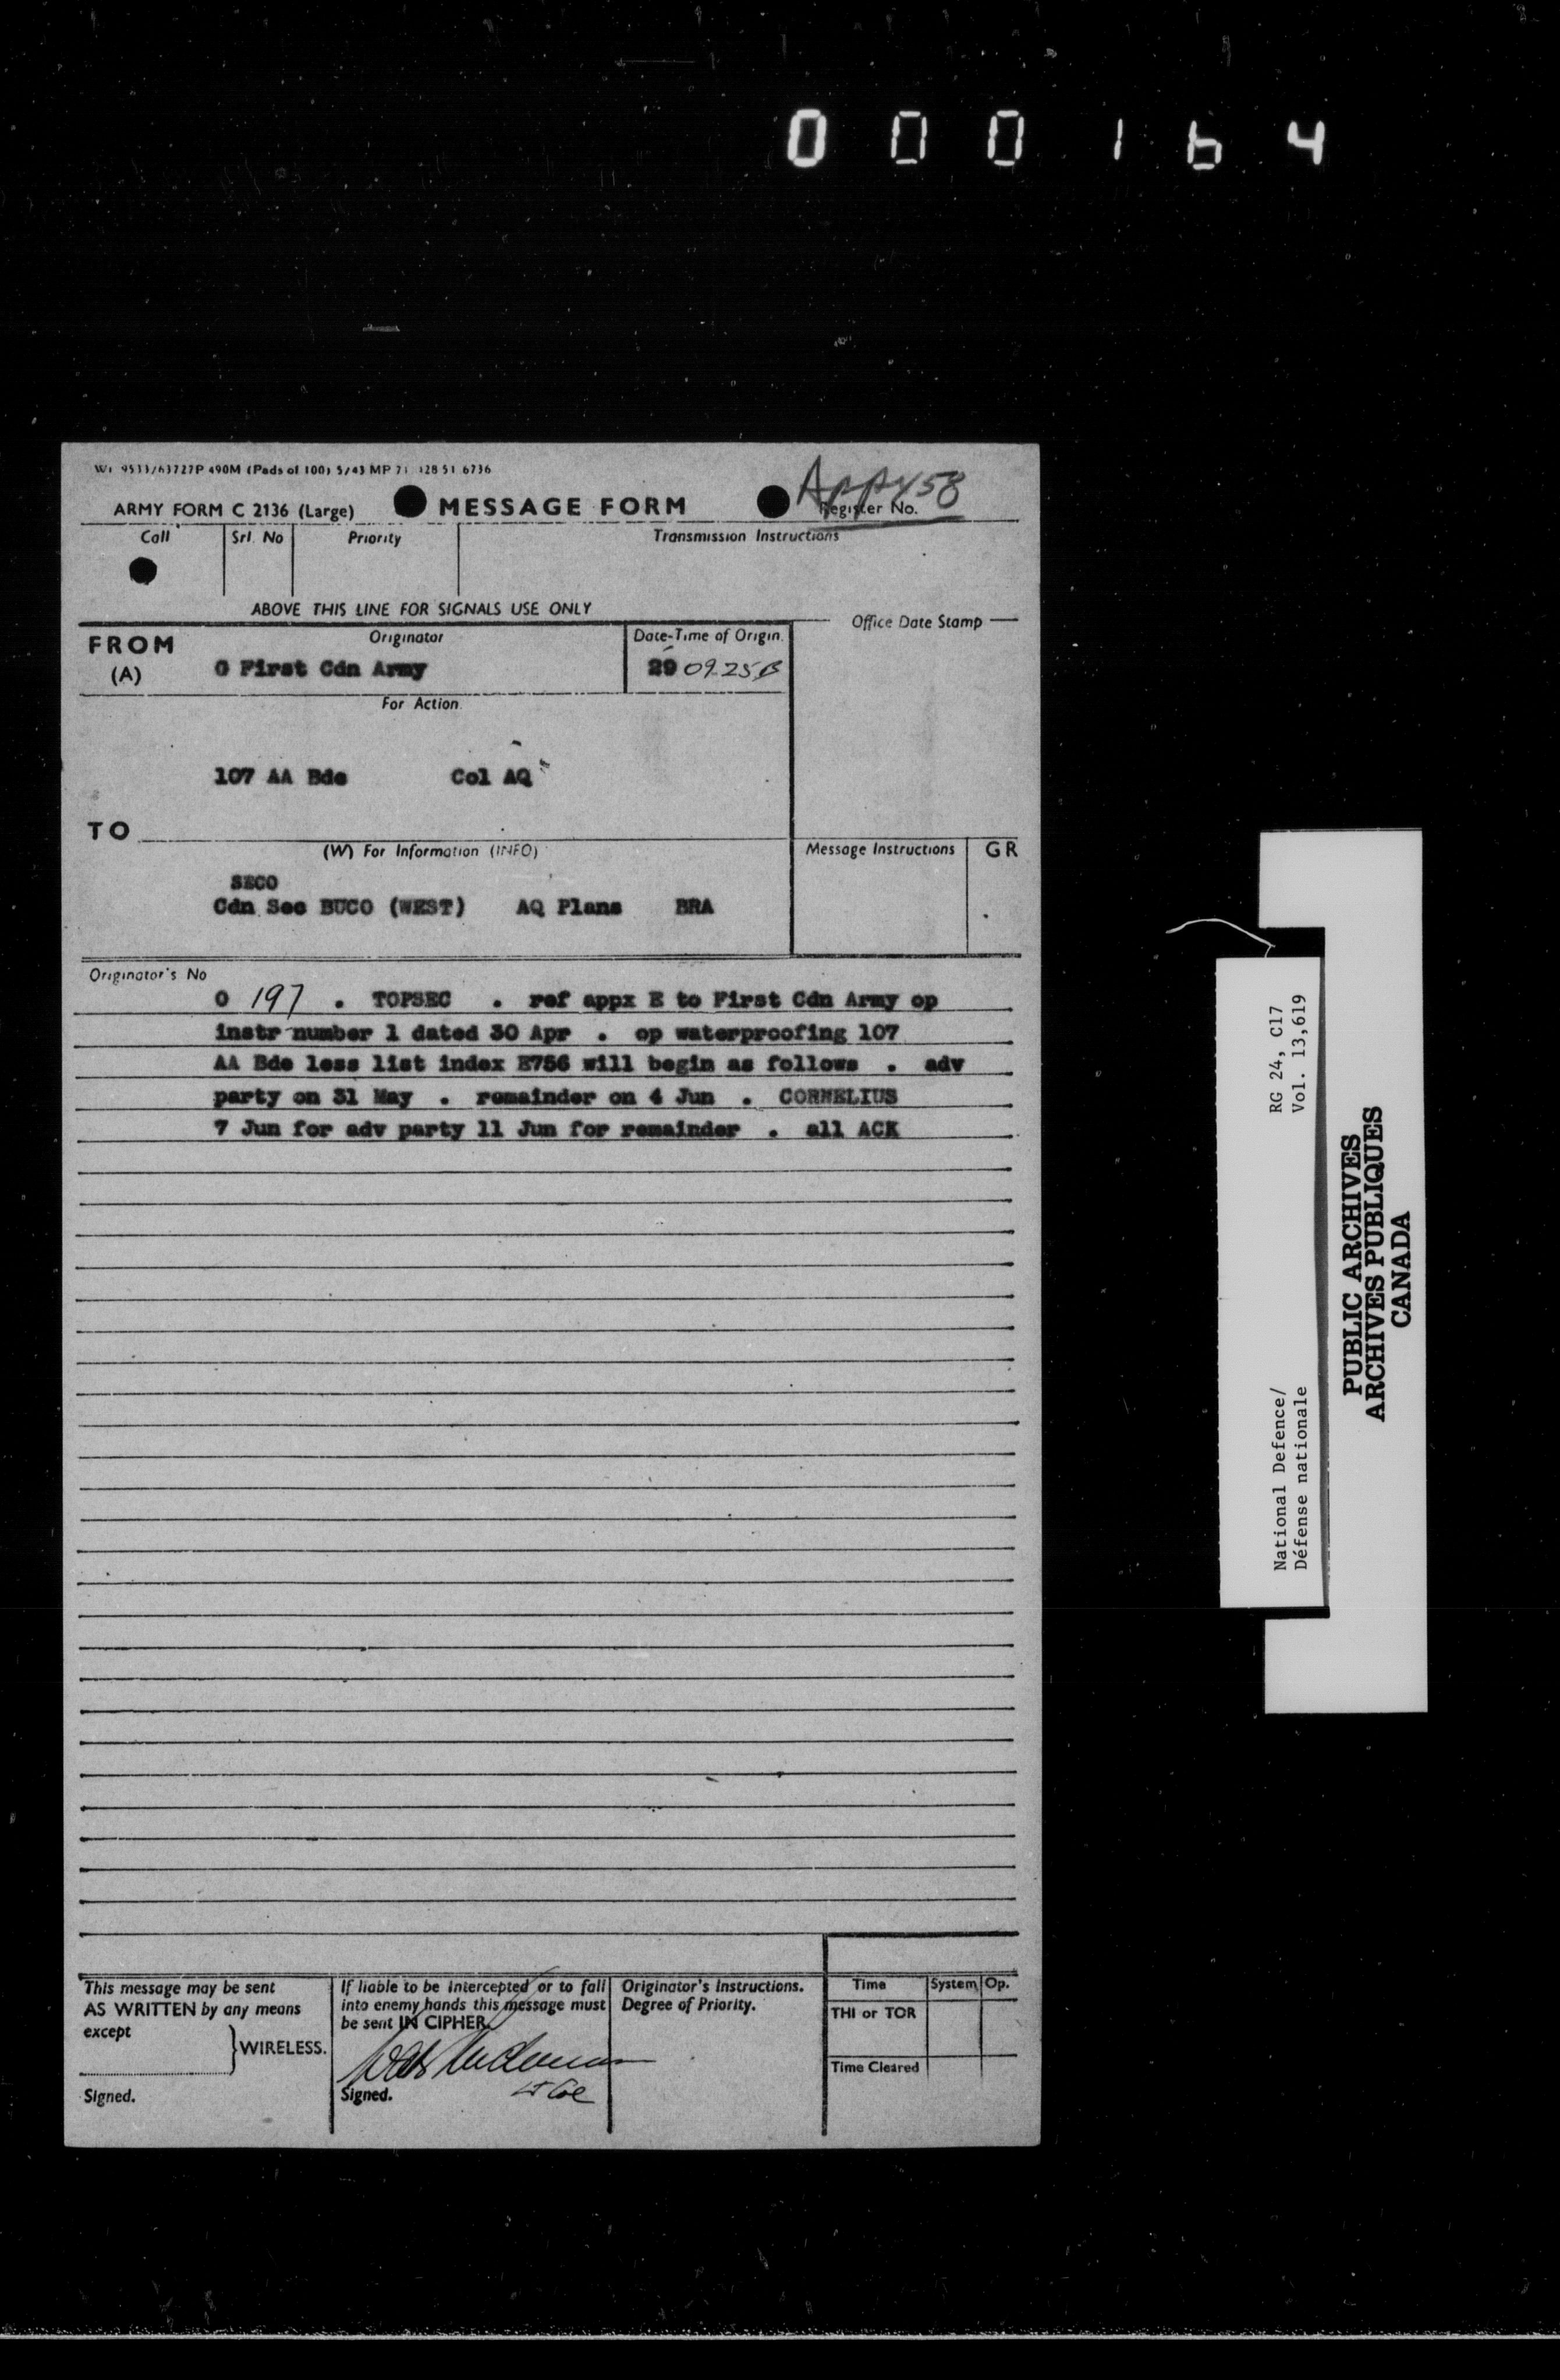 000164
Wt 9533/63727P 490M (Pads of 100) 5/43 MP 71 128 51 6736
Appx 58
ARMY FORM C 2136 (Large) MESSAGE FORM Register No.
Call Srl. No Priority Transmission Instructions
ABOVE THIS LINE FOR SIGNALS USE ONLY
FROM Originator Date-Time of Origin. Office Date Stamp
(A) G First Cdn Army 29 0925B
For Action
107 AA Bde Col AQ
TO
(W) For Information (INFO) Message Instructions GR
SECO
Cdn Sec BUCO (WEST) AQ Plans BRA
Originator's No
O 197 . TOPSEC . ref appx E to First Cdn Army op
instr number 1 dated 30 Apr . op waterproofing 107
AA Bde less list index E756 will begin as follows . adv
party on 31 May . remainder on 4 Jun . CORNELIUS
7 Jun for adv party 11 Jun for remainder . all ACK
This message may be sent
AS WRITTEN by any means
except
WIRELESS.
Signed.
If liable to be intercepted or to fall
into enemy hands this message must
be sent IN CIPHER.
Signed. Lt Col
Originator's Instructions.
Degree of Priority.
Time System Op.
THI or TOR
Time Cleared
National Defence/ RG 24, C17
Défense nationale Vol. 13,619
PUBLIC ARCHIVES
ARCHIVES PUBLIQUES
CANADA